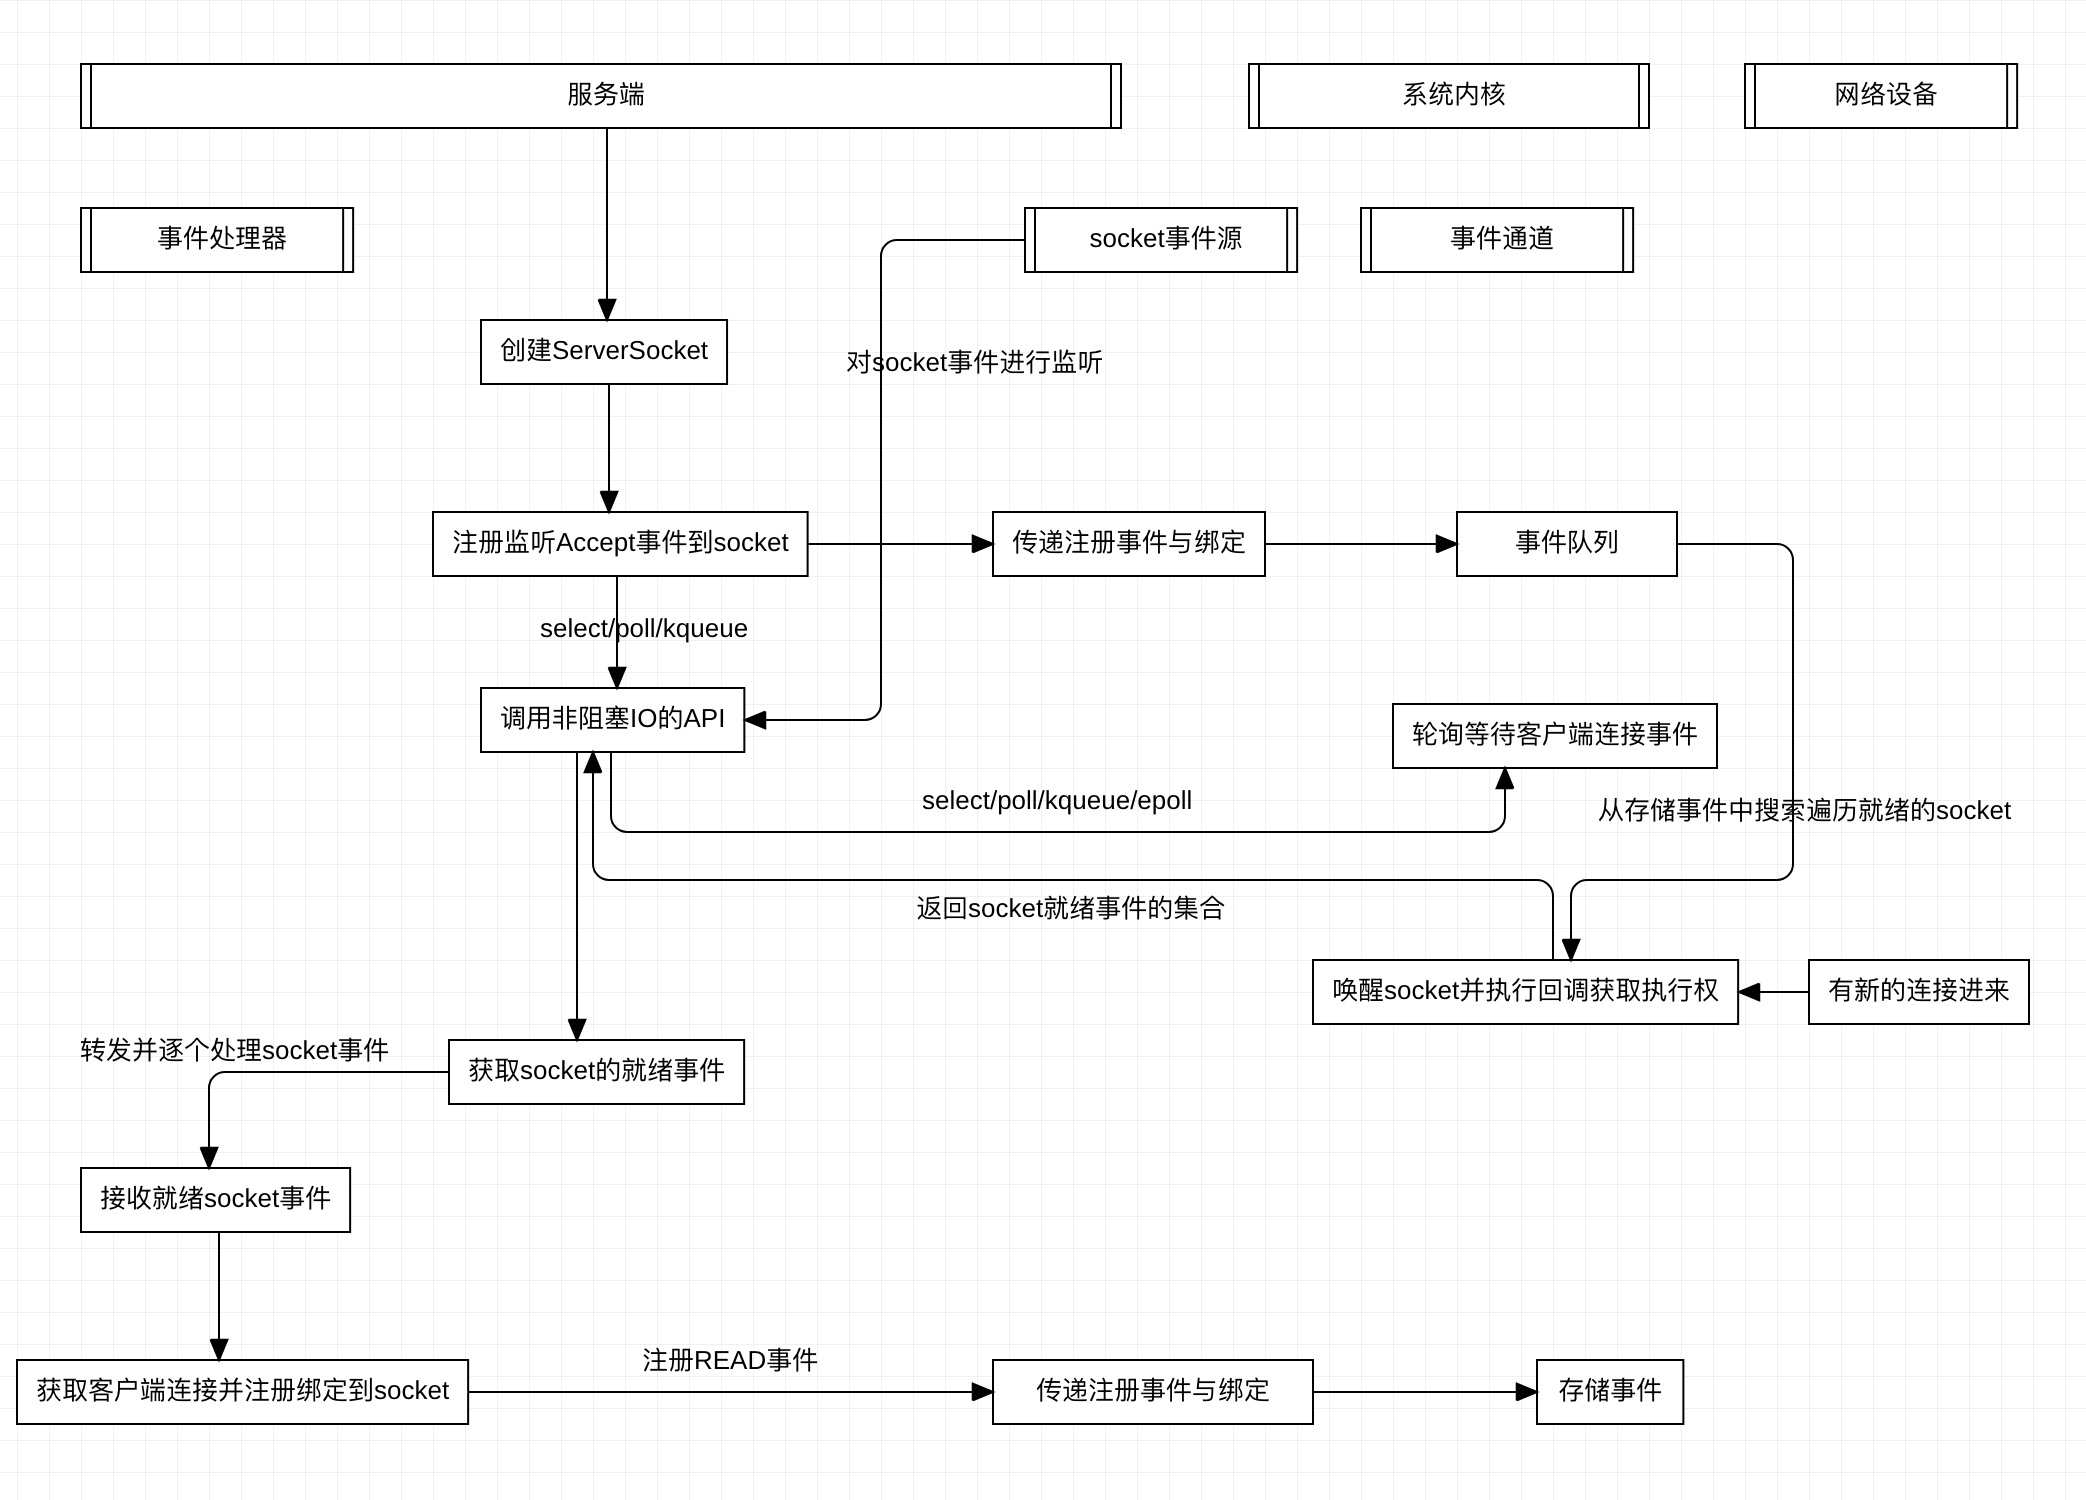 服务端
系统内核
网络设备
事件处理器
socket事件源
事件通道
创建ServerSocket
对socket事件进行监听
注册监听Accept事件到socket
传递注册事件与绑定
事件队列
select/poll/kqueue
调用非阻塞IO的API
轮询等待客户端连接事件
select/poll/kqueue/epoll
从存储事件中搜索遍历就绪的socket
返回socket就绪事件的集合
唤醒socket并执行回调获取执行权
有新的连接进来
转发并逐个处理socket事件
获取socket的就绪事件
接收就绪socket事件
注册READ事件
获取客户端连接并注册绑定到socket
传递注册事件与绑定
存储事件